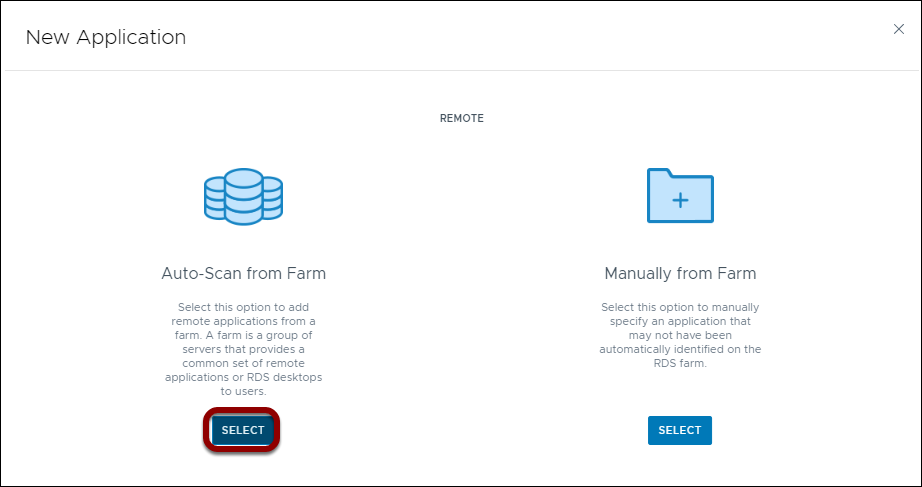 New Application
REMOTE
Auto-Scan from Farm
Select this option to add
remote applications from a
farm. A farm is a group of
servers that provides a
common set of remote
applications or RDS desktops
to users.
SELECT
Manually from Farm
Select this option to manually
specify an application that
may not have been
automatically identified on the
RDS farm.
SELECT